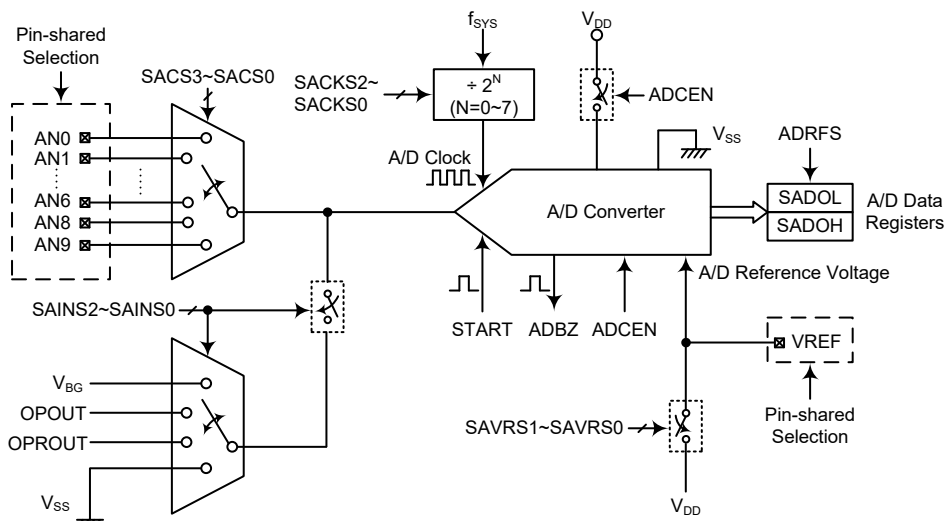 Pin-shared
Selection
SACS3~SACS0
AN0
AN1
AN6
AN8
AN9
fSYS
SACKS2~
SACKS0
÷ 2^N
(N=0~7)
A/D Clock
VDD
ADCEN
VSS
A/D Converter
ADRFS
SADOL
SADOH
A/D Data
Registers
A/D Reference Voltage
START
ADBZ
ADCEN
SAINS2~SAINS0
VBG
OPOUT
OPROUT
VSS
VREF
Pin-shared
Selection
SAVRS1~SAVRS0
VDD